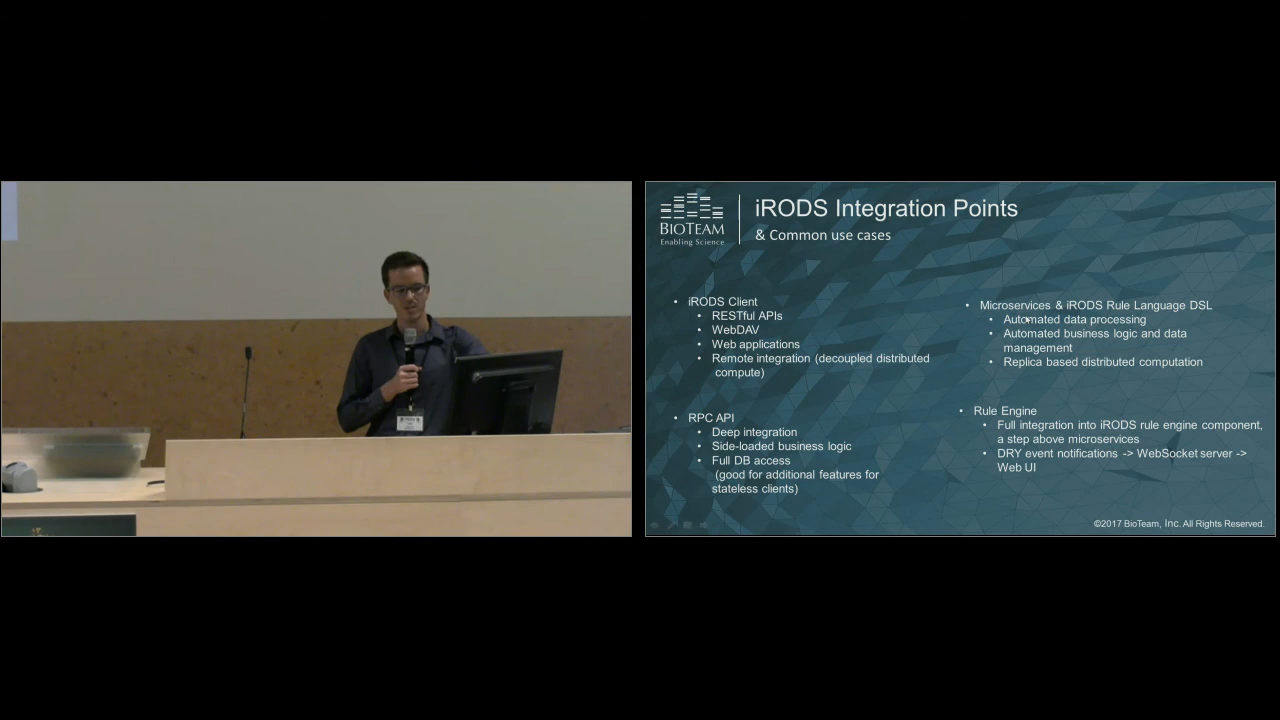 BIOTEAM
Enabling Science
iRODS Integration Points
& Common use cases
• iRODS Client
• RESTful APIs
• WebDAV
• Web applications
• Remote integration (decoupled distributed
compute)
• RPC API
• Deep integration
• Side-loaded business logic
• Full DB access
(good for additional features for
stateless clients)
• Microservices & iRODS Rule Language DSL
• Automated data processing
• Automated business logic and data
management
• Replica based distributed computation
• Rule Engine
• Full integration into iRODS rule engine component,
a step above microservices
• DRY event notifications -> WebSocket server ->
Web UI
©2017 BioTeam, Inc. All Rights Reserved.